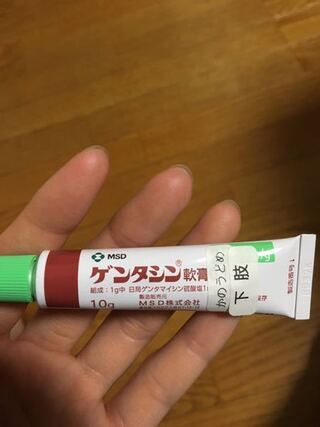 MSD
ゲンタシン®軟膏
組成:1g中 日局ゲンタマイシン硫酸塩1
製造販売元
10g
MSD株式会社
かのうどめ
下肢